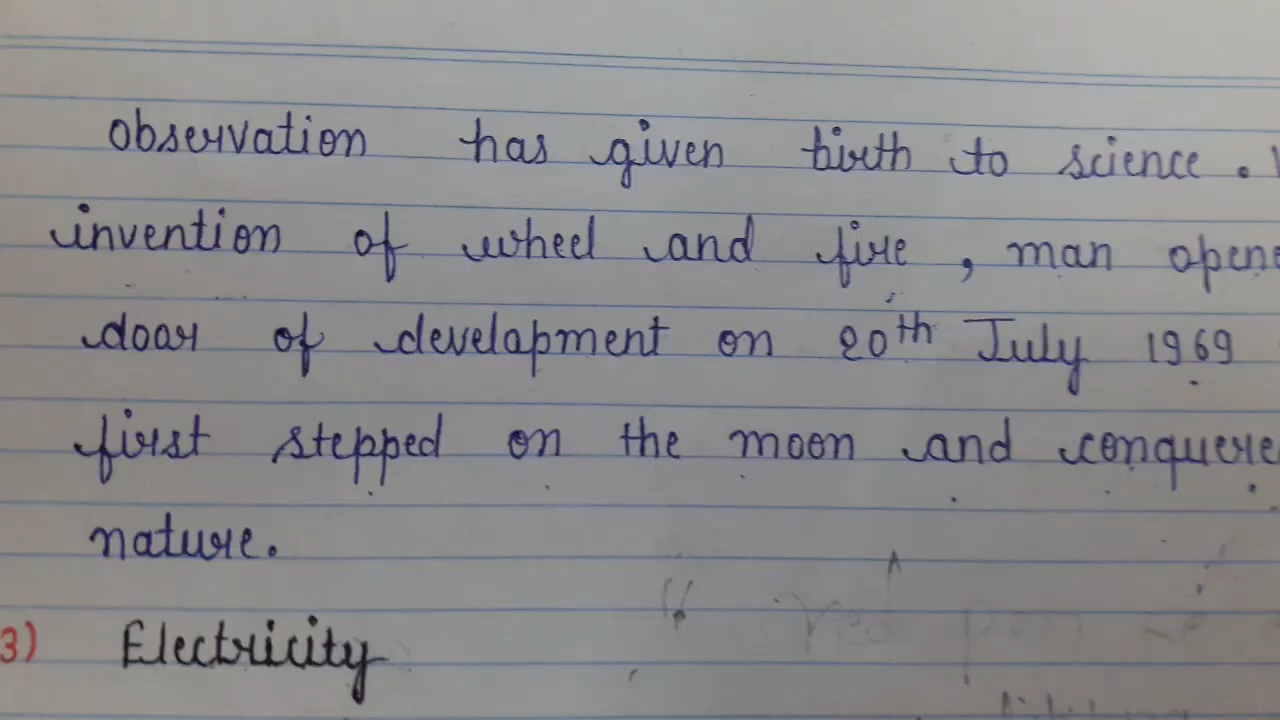 observation has given birth to science.
invention of wheel and fire, man opene
door of development on 20th July 1969
first stepped on the moon and conquere
nature.
3) Electricity